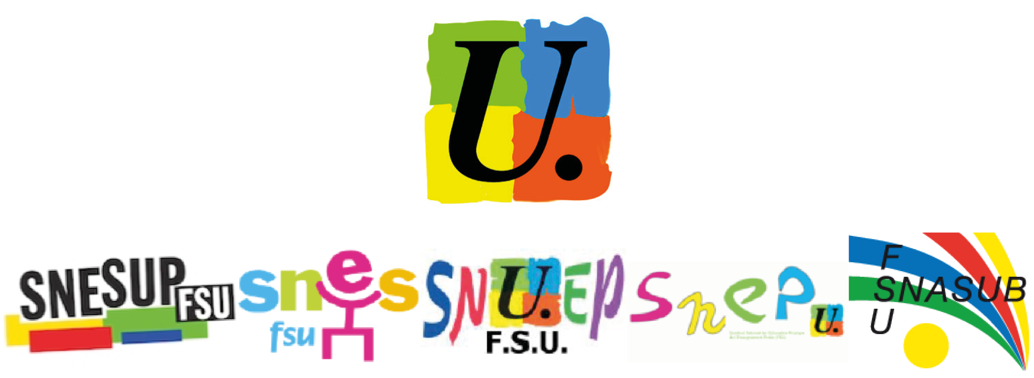 U.
SNESUP FSU
snes
fsu
SNU.EP
F.S.U.
snep
U.
F
SNASUB
U